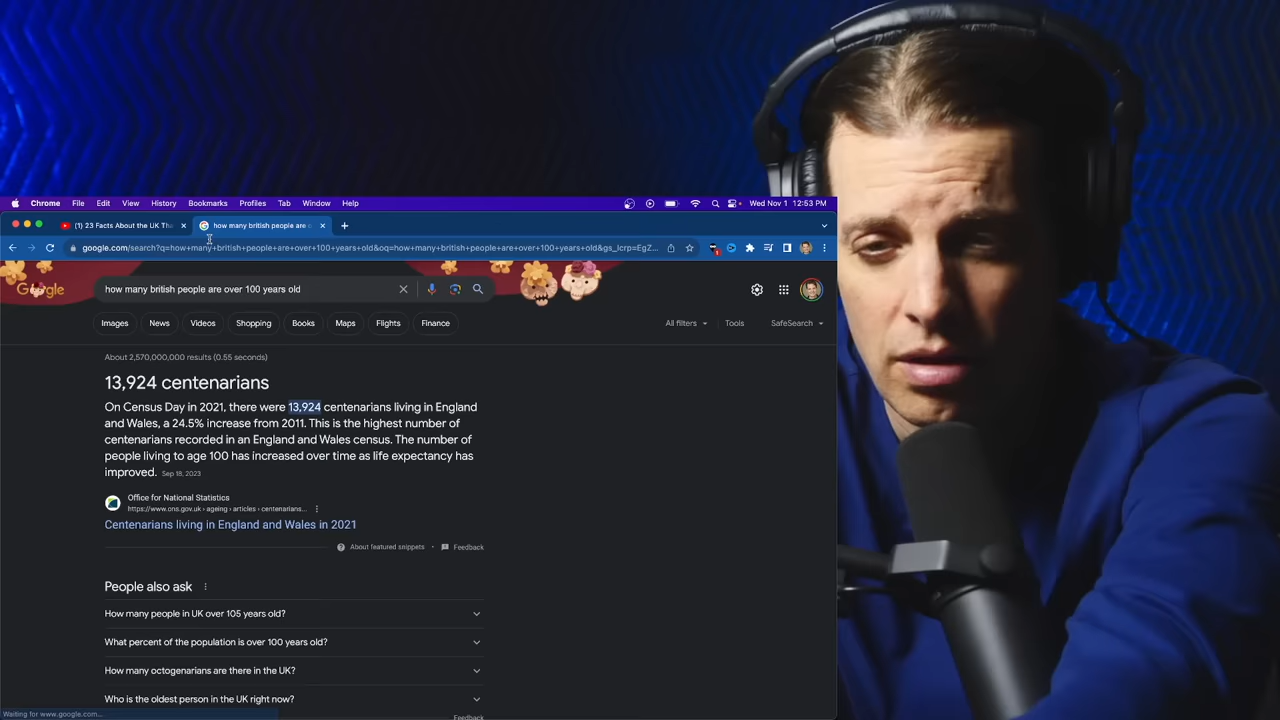 Chrome File Edit View History Bookmarks Profiles Tab Window Help Wed Nov 1 12:53 PM
(1) 23 Facts About the UK Tha how many british people are o
google.com/search?q=how+many+british+people+are+over+100+years+old&oq=how+many+british+people+are+over+100+years+old&gs_lcrp=EgZ...
Google how many british people are over 100 years old
Images News Videos Shopping Books Maps Flights Finance All filters Tools SafeSearch
About 2,570,000,000 results (0.55 seconds)
13,924 centenarians
On Census Day in 2021, there were 13,924 centenarians living in England
and Wales, a 24.5% increase from 2011. This is the highest number of
centenarians recorded in an England and Wales census. The number of
people living to age 100 has increased over time as life expectancy has
improved. Sep 18, 2023
Office for National Statistics
https://www.ons.gov.uk › ageing › articles › centenarians...
Centenarians living in England and Wales in 2021
About featured snippets • Feedback
People also ask
How many people in UK over 105 years old?
What percent of the population is over 100 years old?
How many octogenarians are there in the UK?
Who is the oldest person in the UK right now?
Waiting for www.google.com... Feedback